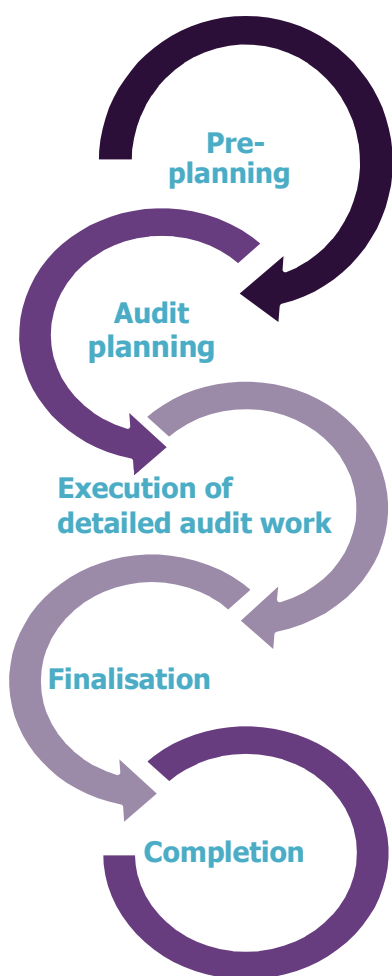 Pre-
planning
Audit
planning
Execution of
detailed audit work
Finalisation
Completion